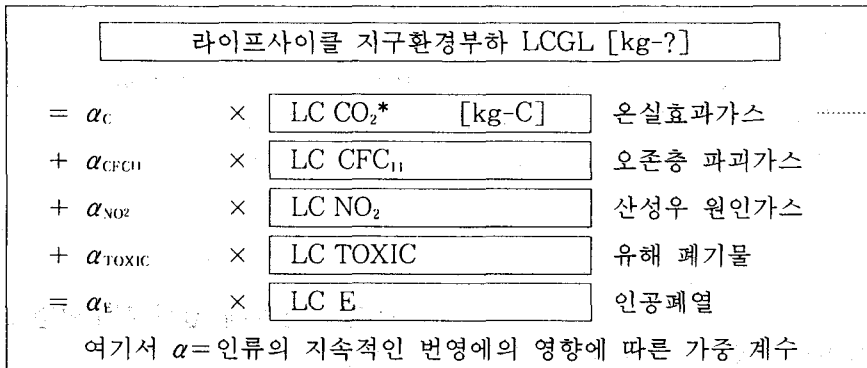 라이프사이클 지구환경부하 LCGL [kg-?]
= α_C × LC CO₂* [kg-C] 온실효과가스 ………
+ α_CFC11 × LC CFC₁₁ 오존층 파괴가스
+ α_NO2 × LC NO₂ 산성우 원인가스
+ α_TOXIC × LC TOXIC 유해 폐기물
= α_E × LC E 인공폐열
여기서 α=인류의 지속적인 번영에의 영향에 따른 가중 계수